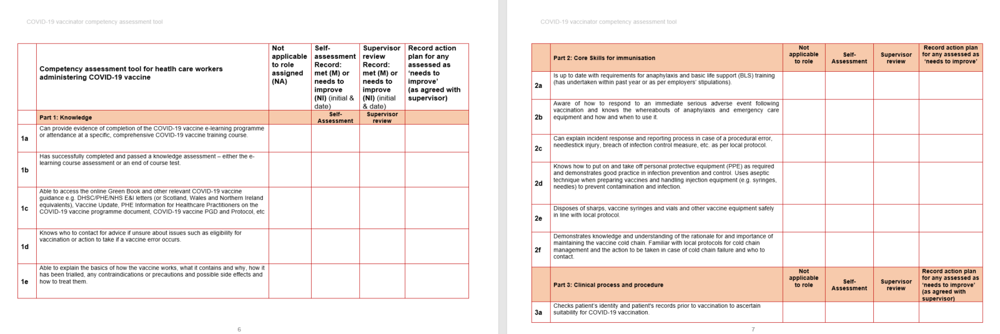 COVID-19 vaccinator competency assessment tool
Competency assessment tool for heatlh care workers
administering COVID-19 vaccine
Not
applicable
to role
assigned
(NA)
Self-
assessment
Record:
met (M) or
needs to
improve
(NI) (initial &
date)
Supervisor
review
Record:
met (M) or
needs to
improve
(NI) (initial
& date)
Record action
plan for any
assessed as
‘needs to
improve’
(as agreed with
supervisor)
Part 1: Knowledge
Self-
Assessment
Supervisor
review
1a
Can provide evidence of completion of the COVID-19 vaccine e-learning programme
or attendance at a specific, comprehensive COVID-19 vaccine training course.
1b
Has successfully completed and passed a knowledge assessment – either the e-
learning course assessment or an end of course test.
1c
Able to access the online Green Book and other relevant COVID-19 vaccine
guidance e.g. DHSC/PHE/NHS E&I letters (or Scotland, Wales and Northern Ireland
equivalents), Vaccine Update, PHE Information for Healthcare Practitioners on the
COVID-19 vaccine programme document, COVID-19 vaccine PGD and Protocol, etc
1d
Knows who to contact for advice if unsure about issues such as eligibility for
vaccination or action to take if a vaccine error occurs.
1e
Able to explain the basics of how the vaccine works, what it contains and why, how it
has been trialled, any contraindications or precautions and possible side effects and
how to treat them.
6
COVID-19 vaccinator competency assessment tool
Part 2: Core Skills for immunisation
Not
applicable
to role
Self-
Assessment
Supervisor
review
Record action plan
for any assessed as
‘needs to improve’
2a
Is up to date with requirements for anaphylaxis and basic life support (BLS) training
(has undertaken within past year or as per employers’ stipulations).
2b
Aware of how to respond to an immediate serious adverse event following
vaccination and knows the whereabouts of anaphylaxis and emergency care
equipment and how and when to use it.
2c
Can explain incident response and reporting process in case of a procedural error,
needlestick injury, breach of infection control measure, etc. as per local protocol.
2d
Knows how to put on and take off personal protective equipment (PPE) as required
and demonstrates good practice in infection prevention and control. Uses aseptic
technique when preparing vaccines and handling injection equipment (e.g. syringes,
needles) to prevent contamination and infection.
2e
Disposes of sharps, vaccine syringes and vials and other vaccine equipment safely
in line with local protocol.
2f
Demonstrates knowledge and understanding of the rationale for and importance of
maintaining the vaccine cold chain. Familiar with local protocols for cold chain
management and the action to be taken in case of cold chain failure and who to
contact.
Part 3: Clinical process and procedure
Not
applicable
to role
Self-
Assessment
Supervisor
review
Record action plan
for any assessed as
‘needs to improve’
(as agreed with
supervisor)
3a
Checks patient’s identity and patient's records prior to vaccination to ascertain
suitability for COVID-19 vaccination.
7